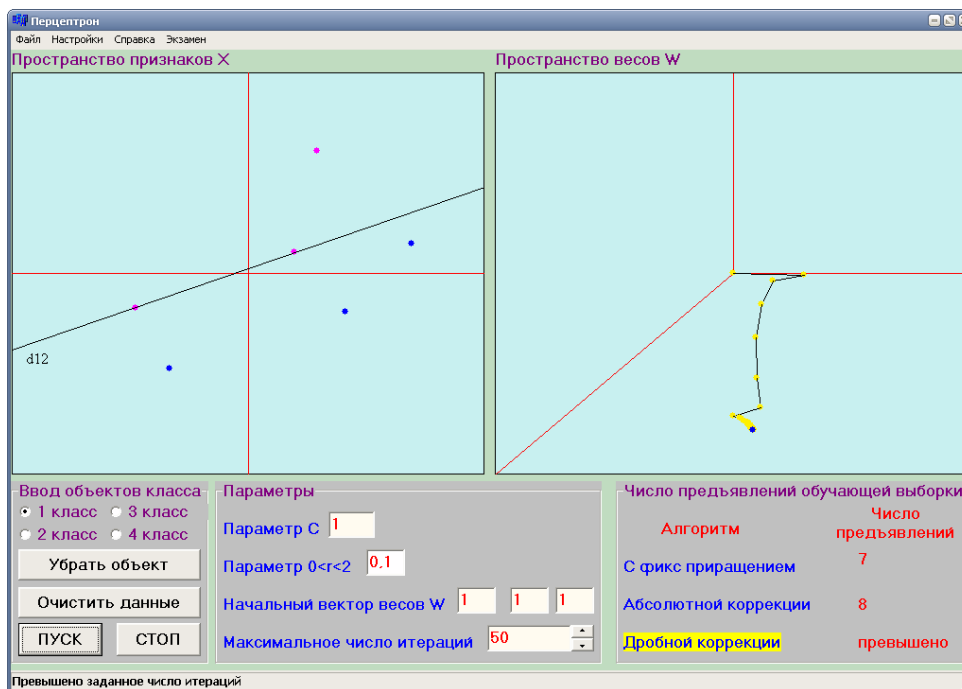 Перцептрон
Файл Настройки Справка Экзамен
Пространство признаков X
Пространство весов W
d12
Ввод объектов класса
1 класс 3 класс
2 класс 4 класс
Убрать объект
Очистить данные
ПУСК СТОП
Параметры
Параметр C 1
Параметр 0<r<2 0,1
Начальный вектор весов W 1 1 1
Максимальное число итераций 50
Число предъявлений обучающей выборки
Алгоритм Число предъявлений
С фикс приращением 7
Абсолютной коррекции 8
Дробной коррекции превышено
Превышено заданное число итераций